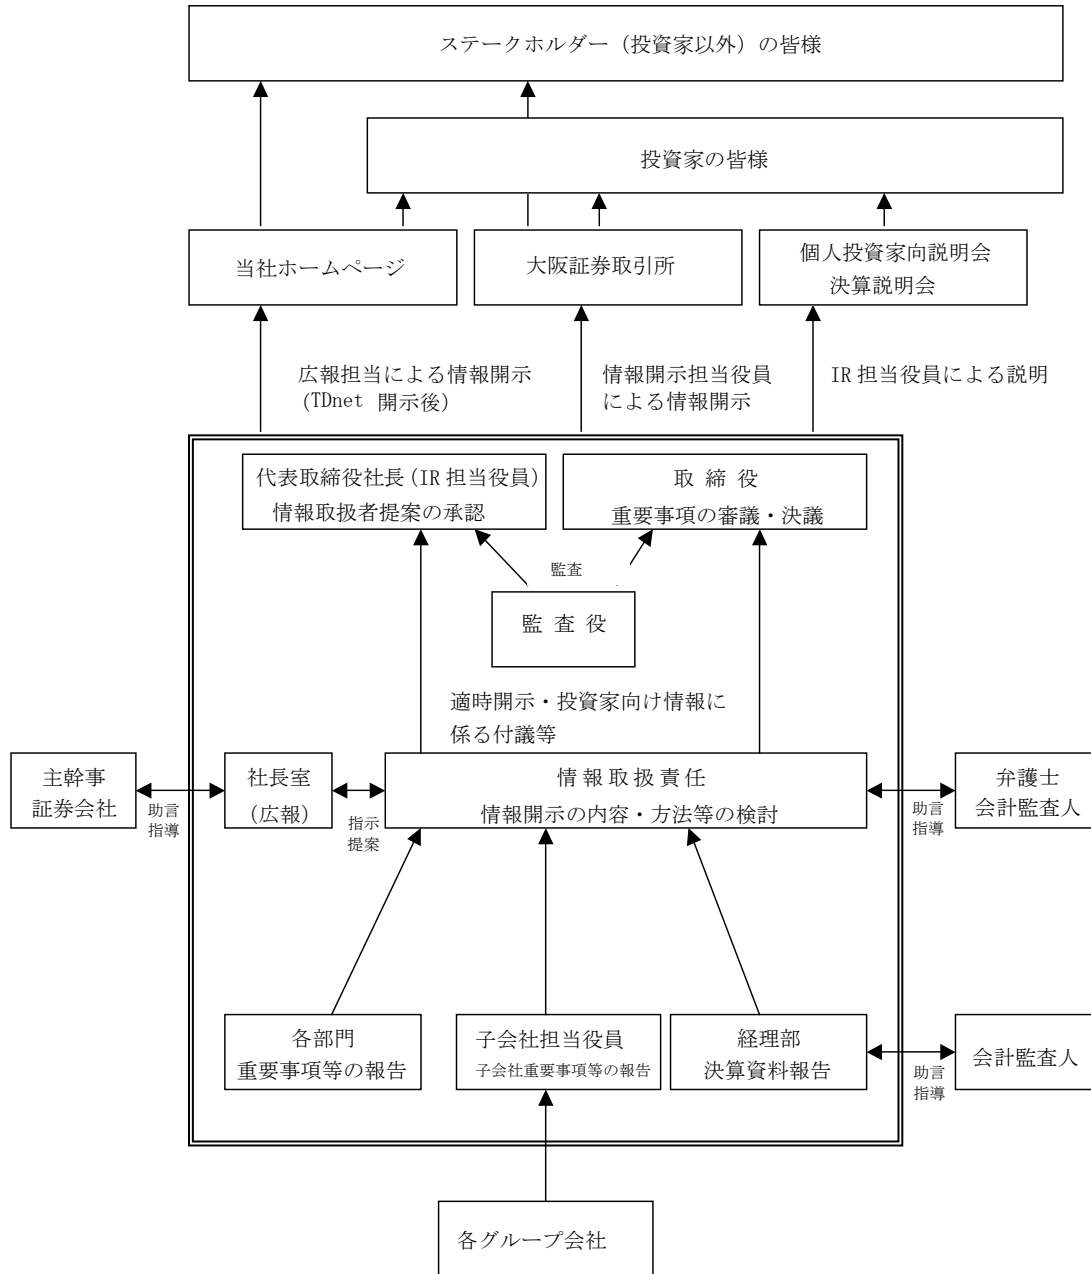 ステークホルダー（投資家以外）の皆様
投資家の皆様
当社ホームページ
大阪証券取引所
個人投資家向説明会
決算説明会
広報担当による情報開示
(TDnet 開示後)
情報開示担当役員
による情報開示
IR 担当役員による説明
代表取締役社長(IR 担当役員)
情報取扱者提案の承認
取 締 役
重要事項の審議・決議
監査
監 査 役
適時開示・投資家向け情報に
係る付議等
主幹事
証券会社
助言
指導
社長室
（広報）
指示
提案
情 報 取 扱 責 任
情報開示の内容・方法等の検討
助言
指導
弁護士
会計監査人
各部門
重要事項等の報告
子会社担当役員
子会社重要事項等の報告
経理部
決算資料報告
助言
指導
会計監査人
各グループ会社